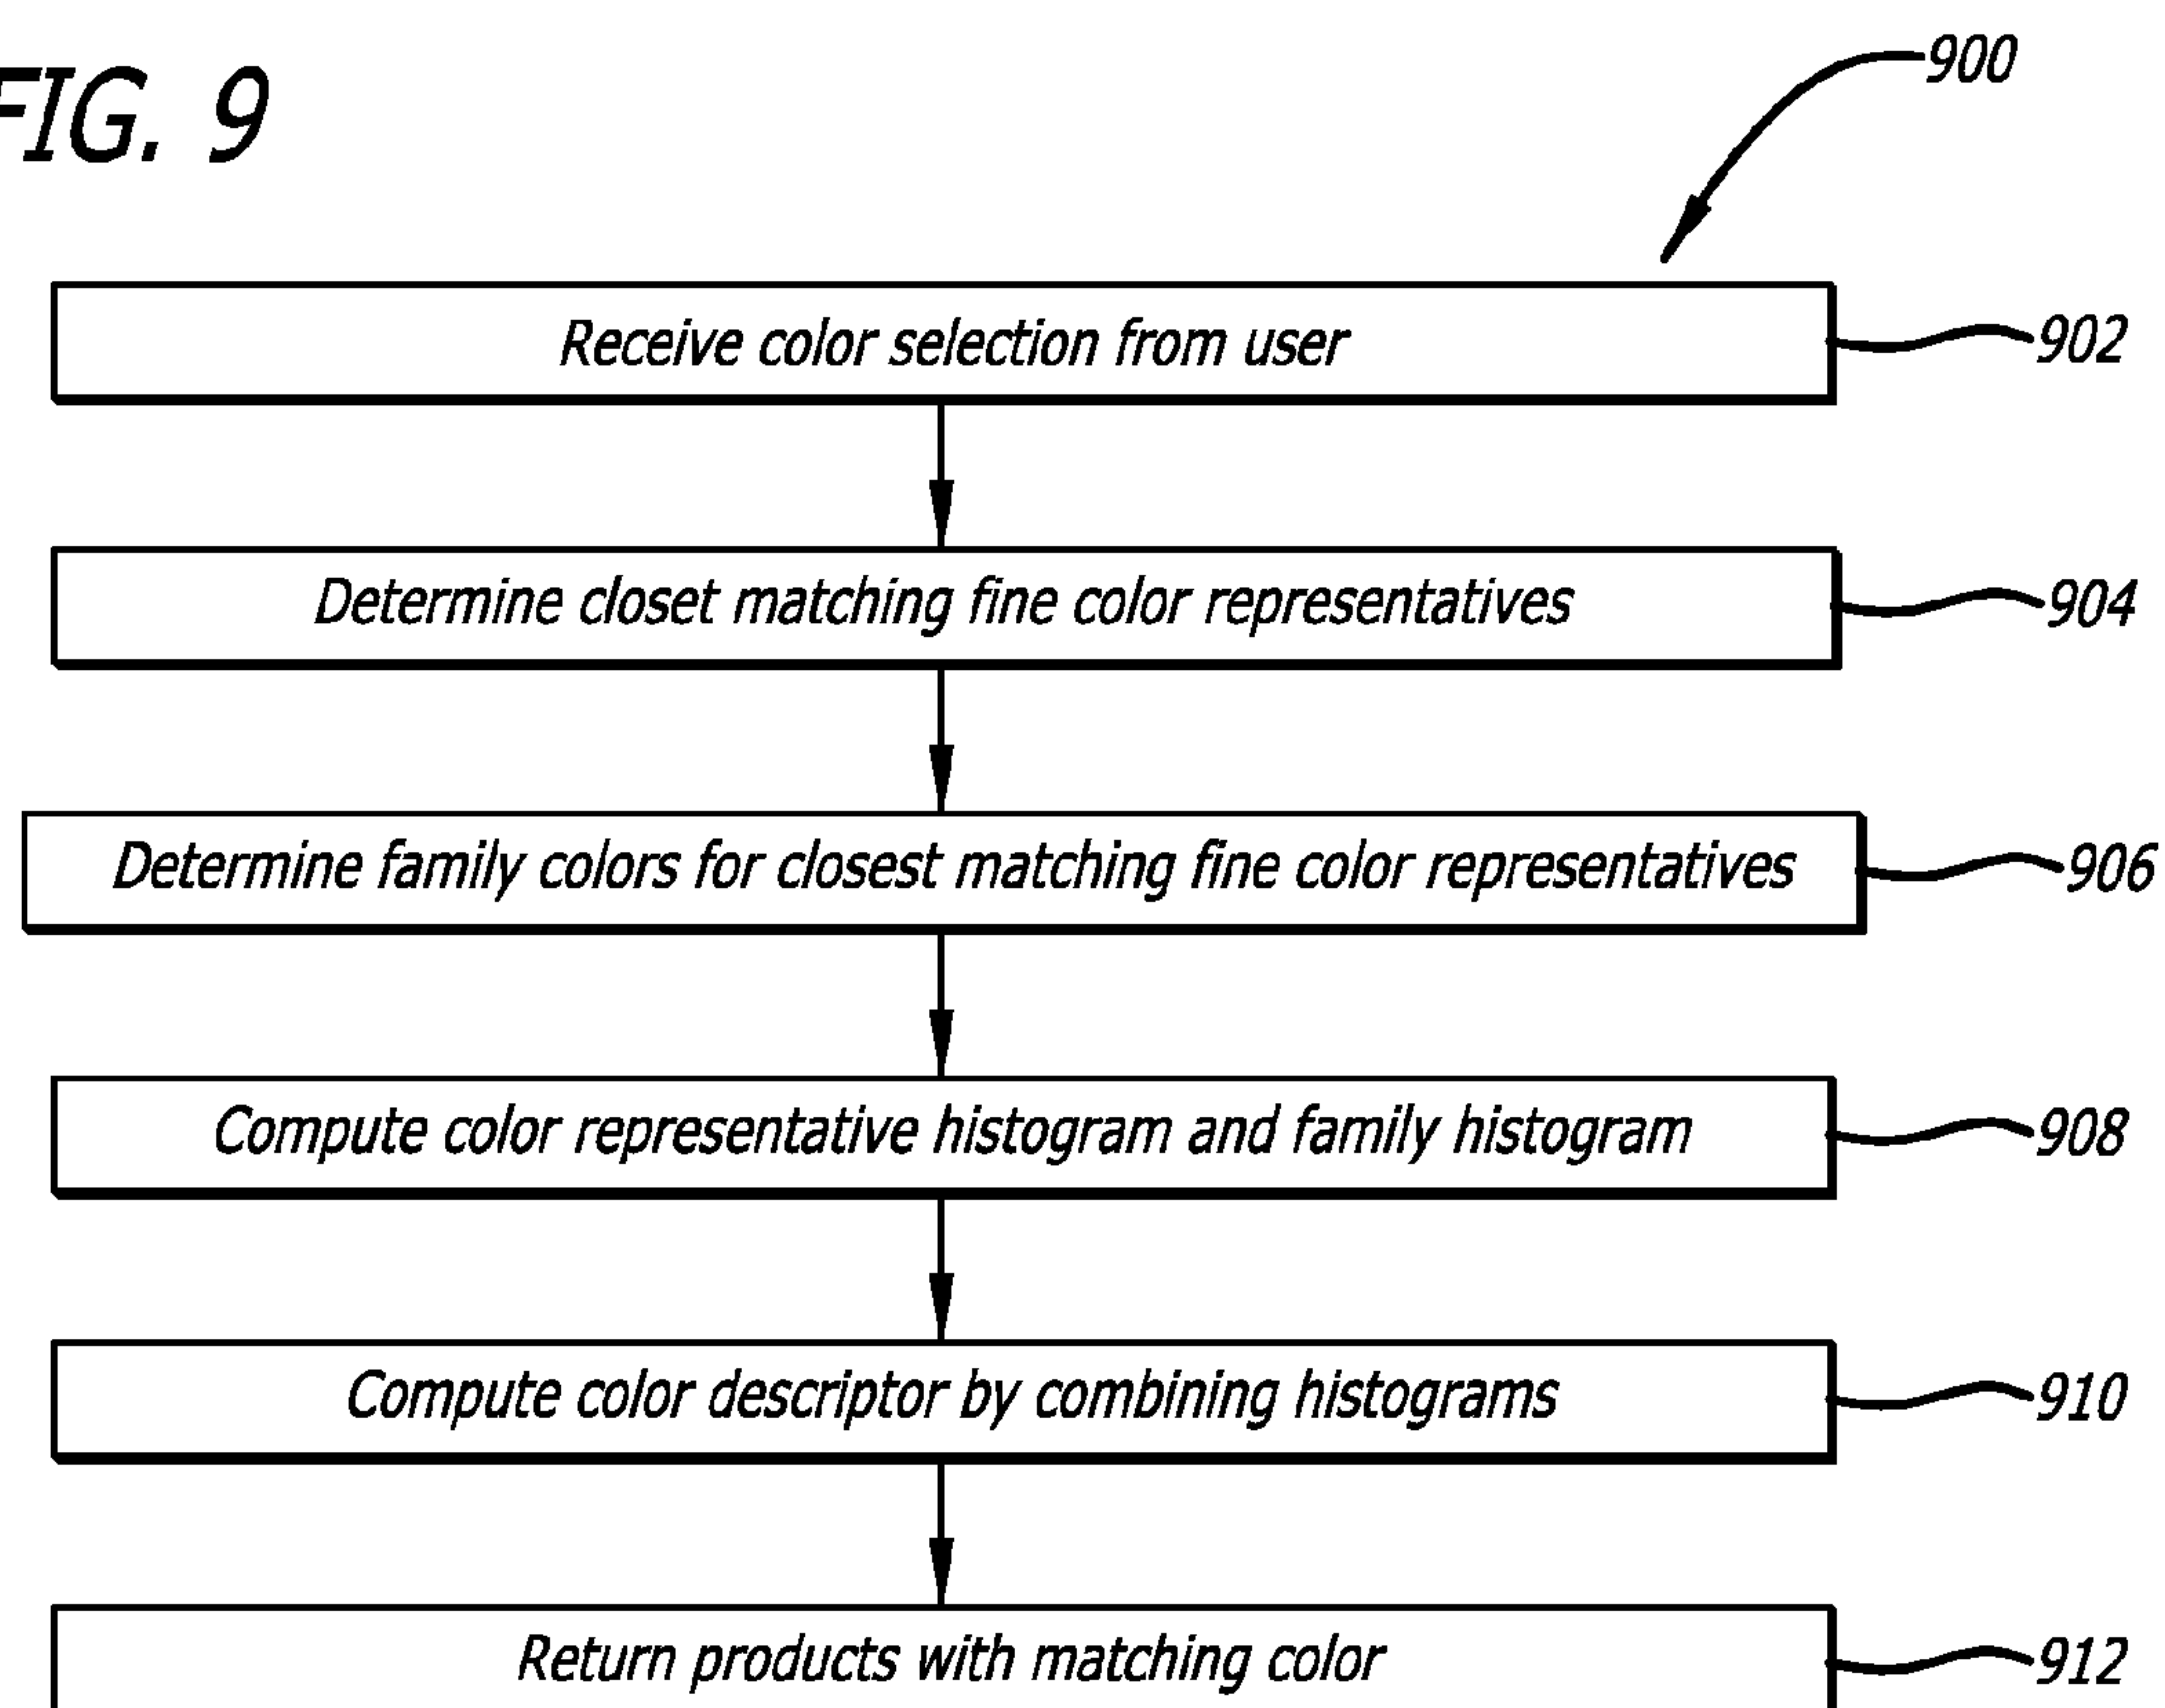 FIG. 9
900
Receive color selection from user
902
Determine closet matching fine color representatives
904
Determine family colors for closest matching fine color representatives
906
Compute color representative histogram and family histogram
908
Compute color descriptor by combining histograms
910
Return products with matching color
912